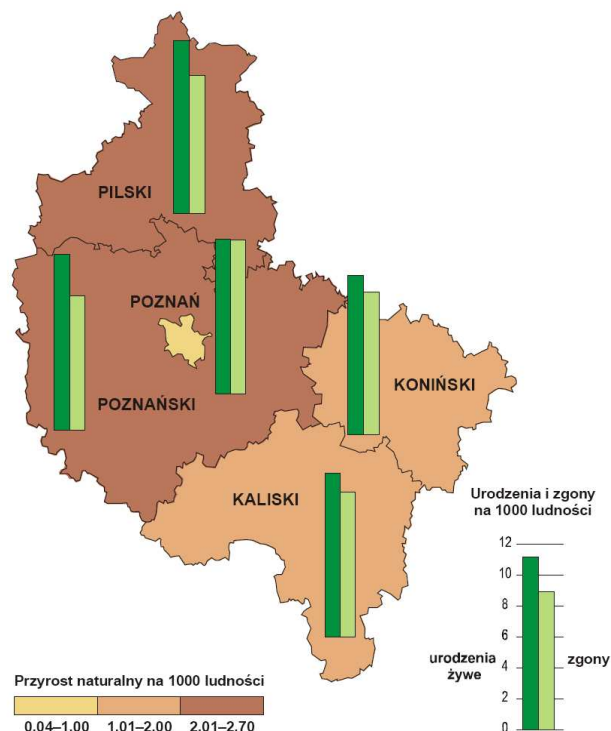 PILSKI
POZNAŃ
POZNAŃSKI
KONIŃSKI
KALISKI
Urodzenia i zgony
na 1000 ludności
12
10
8
6
4
2
0
urodzenia
żywe
zgony
Przyrost naturalny na 1000 ludności
0,04–1,00 1,01–2,00 2,01–2,70